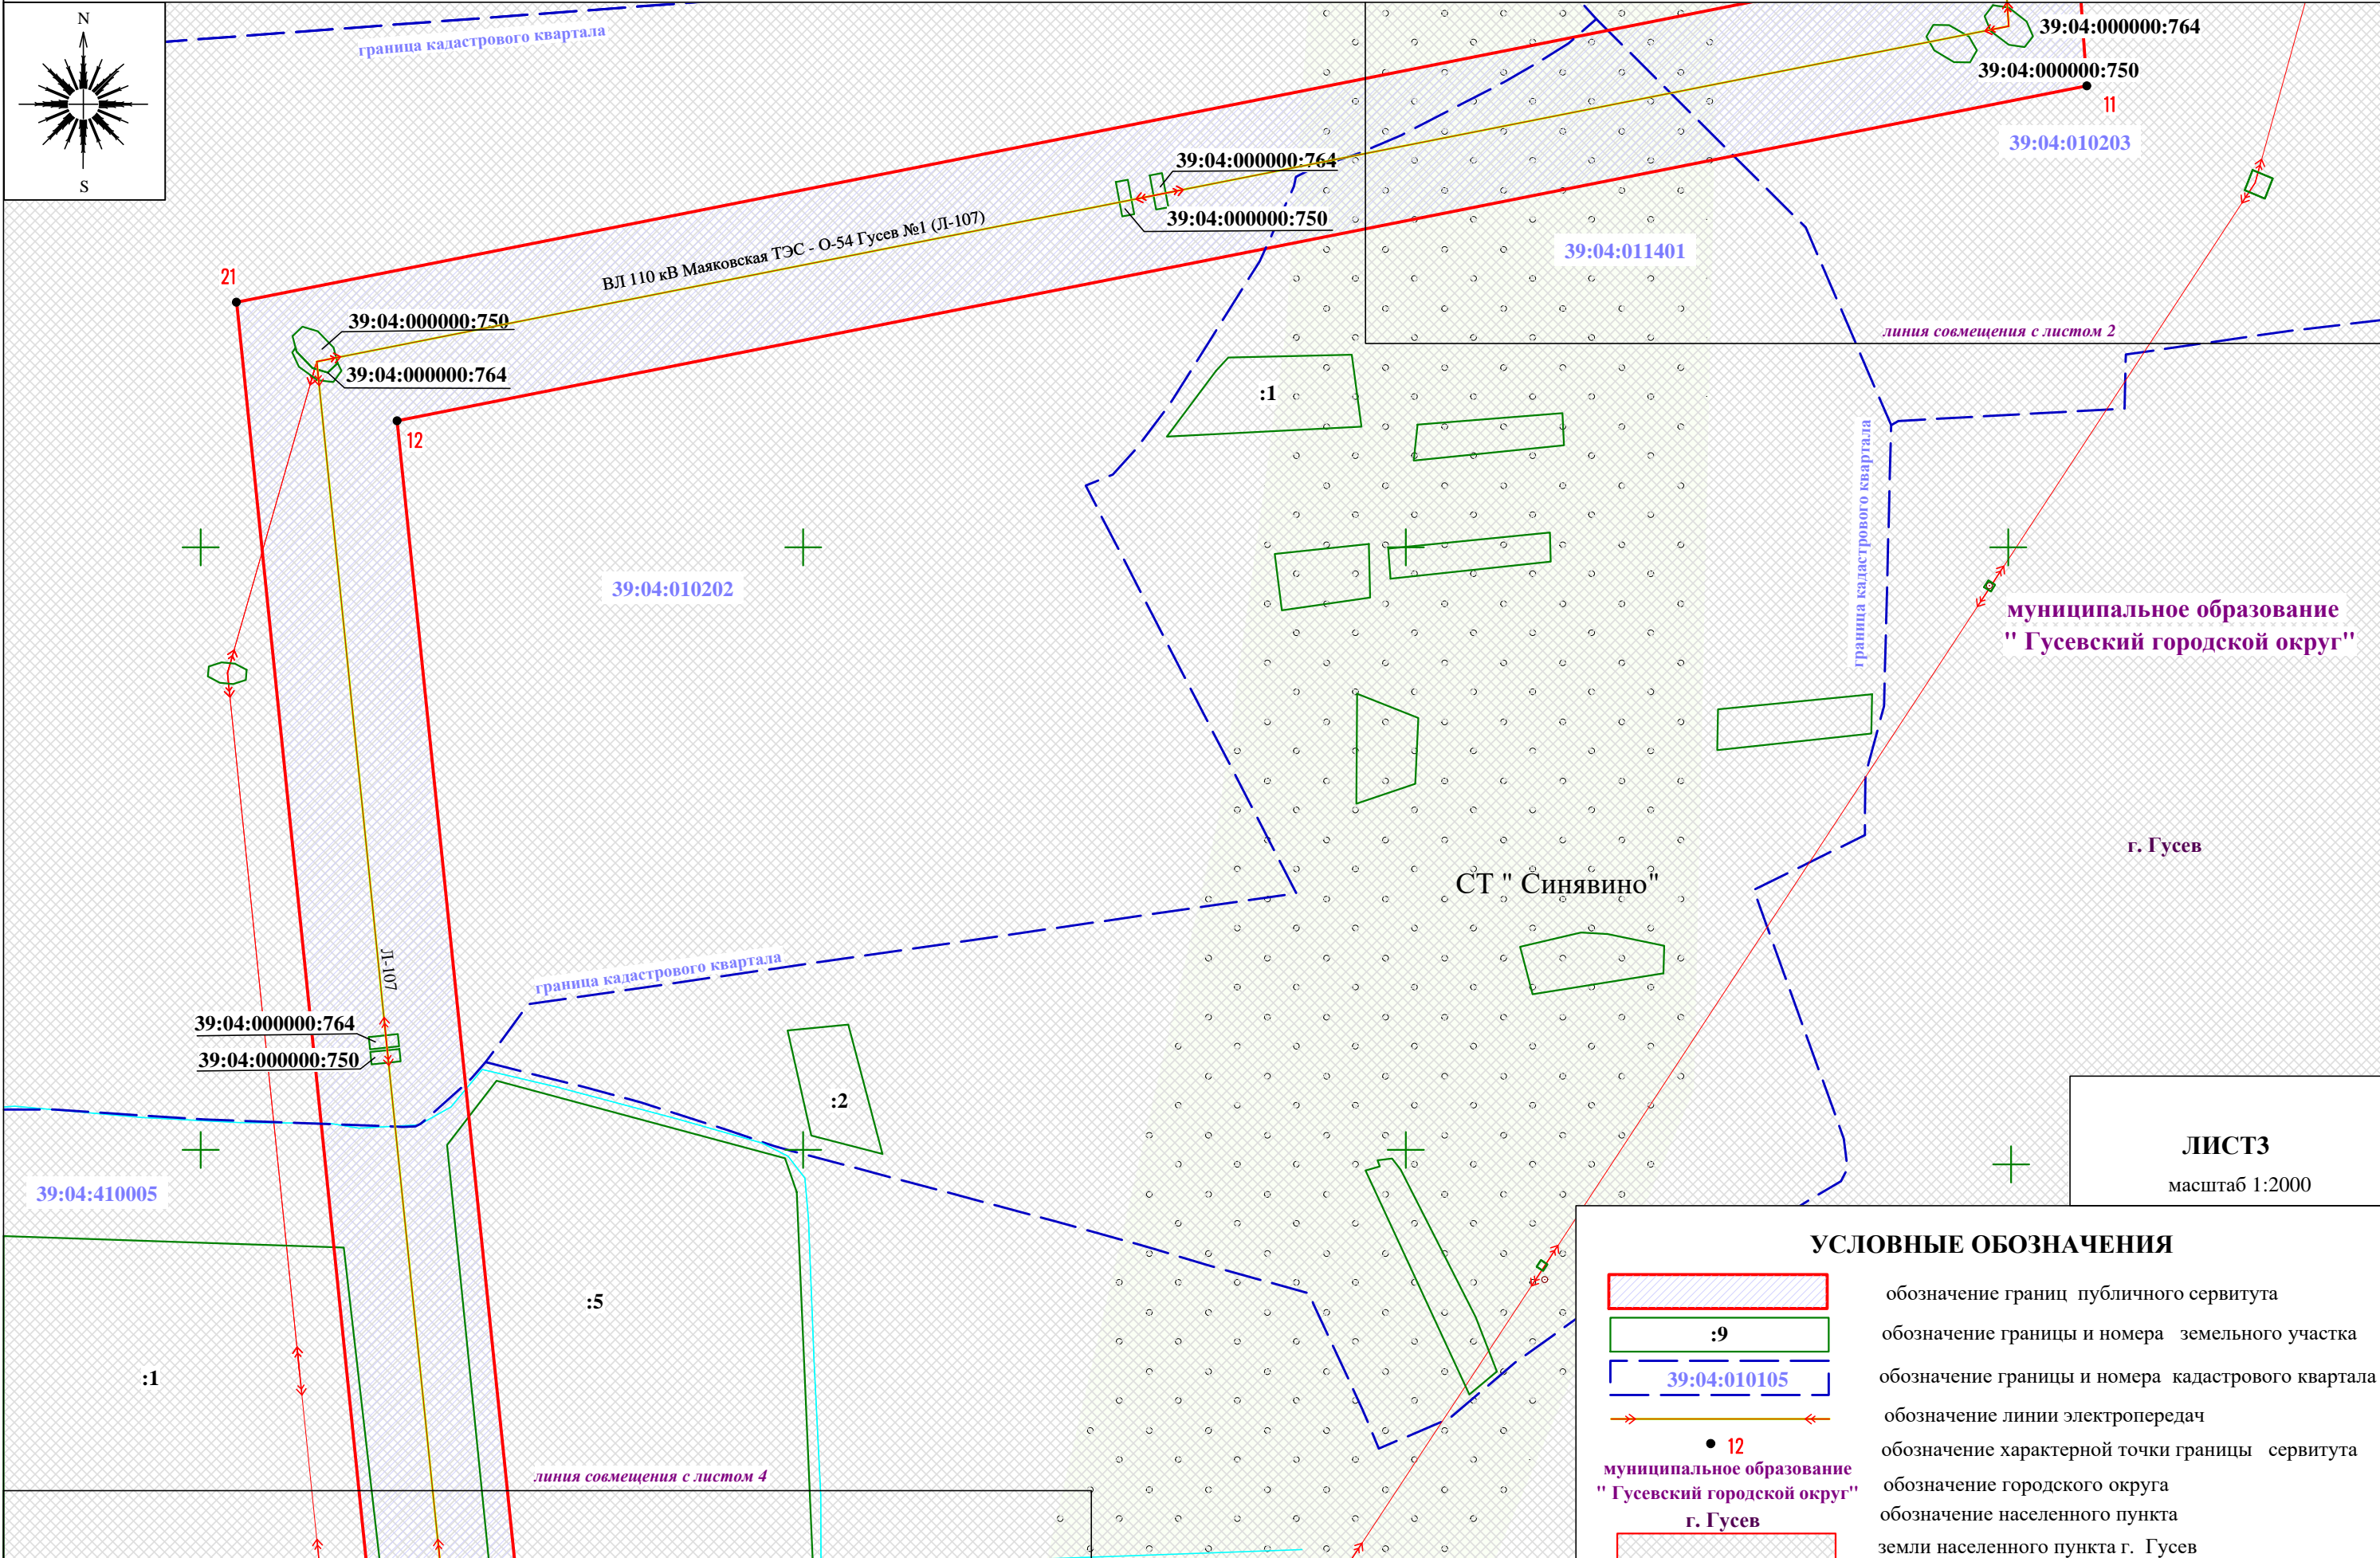 N
S
граница кадастрового квартала
39:04:000000:764
39:04:000000:750
11
39:04:010203
39:04:000000:764
39:04:000000:750
ВЛ 110 кВ Маяковская ТЭС - О-54 Гусев №1 (Л-107)
39:04:011401
21
39:04:000000:750
39:04:000000:764
линия совмещения с листом 2
:1
12
граница кадастрового квартала
39:04:010202
муниципальное образование
" Гусевский городской округ"
г. Гусев
СТ " Синявино"
Л-107
граница кадастрового квартала
39:04:000000:764
39:04:000000:750
:2
39:04:410005
:5
:1
линия совмещения с листом 4
ЛИСТ3
масштаб 1:2000
УСЛОВНЫЕ ОБОЗНАЧЕНИЯ
обозначение границ публичного сервитута
:9 обозначение границы и номера земельного участка
39:04:010105 обозначение границы и номера кадастрового квартала
обозначение линии электропередач
12 обозначение характерной точки границы сервитута
муниципальное образование
" Гусевский городской округ" обозначение городского округа
г. Гусев обозначение населенного пункта
земли населенного пункта г. Гусев